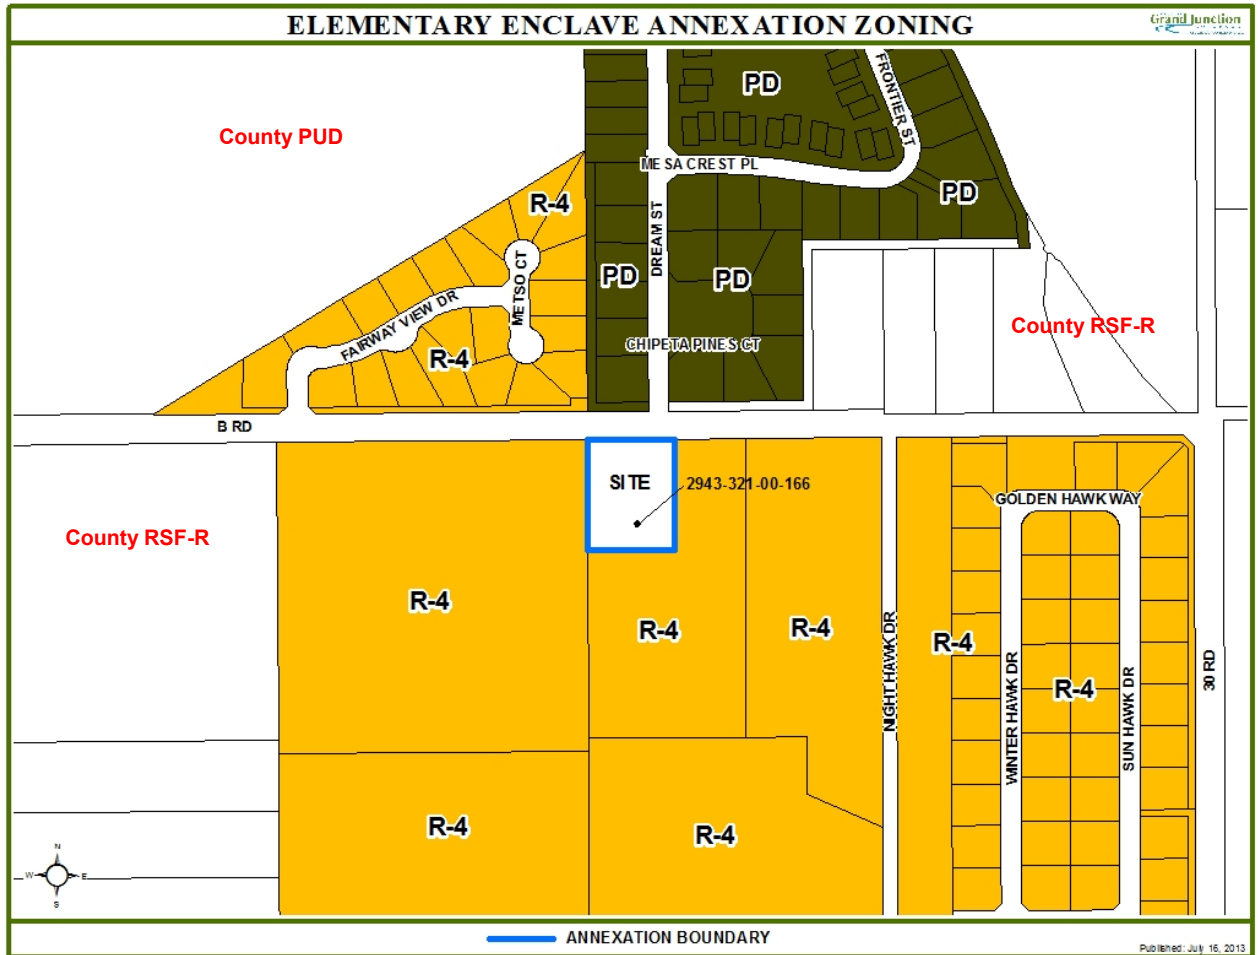 ELEMENTARY ENCLAVE ANNEXATION ZONING
Grand Junction
PD
FRONTIER ST
County PUD
MESA CREST PL
PD
R-4
DREAM ST
METSO CT
PD
PD
FAIRWAY VIEW DR
County RSF-R
CHIPETA PINES CT
R-4
B RD
SITE
2943-321-00-166
GOLDEN HAWK WAY
County RSF-R
R-4
R-4
R-4
NIGHT HAWK DR
R-4
30 RD
R-4
WINTER HAWK DR
SUN HAWK DR
R-4
R-4
N
W
E
S
ANNEXATION BOUNDARY
Published: July 16, 2013